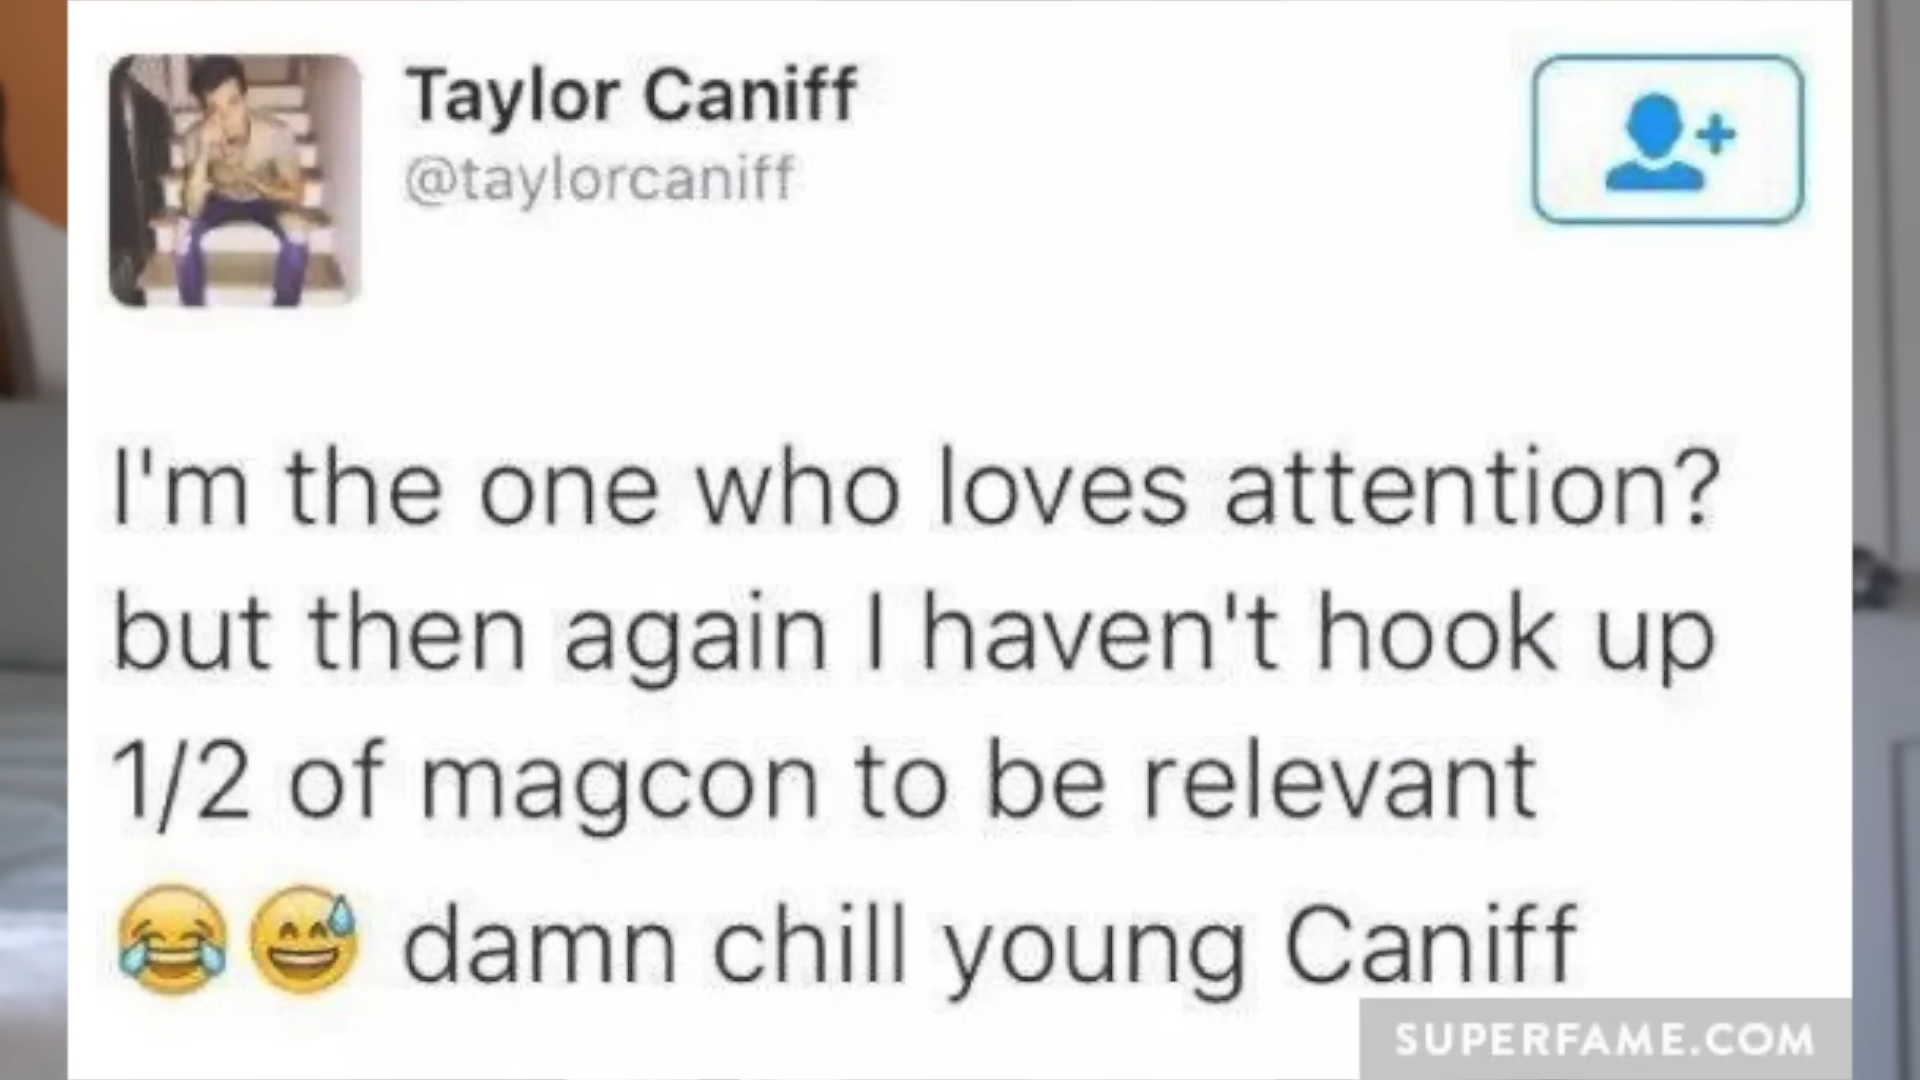 Taylor Caniff
@taylorcaniff
I'm the one who loves attention?
but then again I haven't hook up
1/2 of magcon to be relevant
😂😅 damn chill young Caniff
SUPERFAME.COM